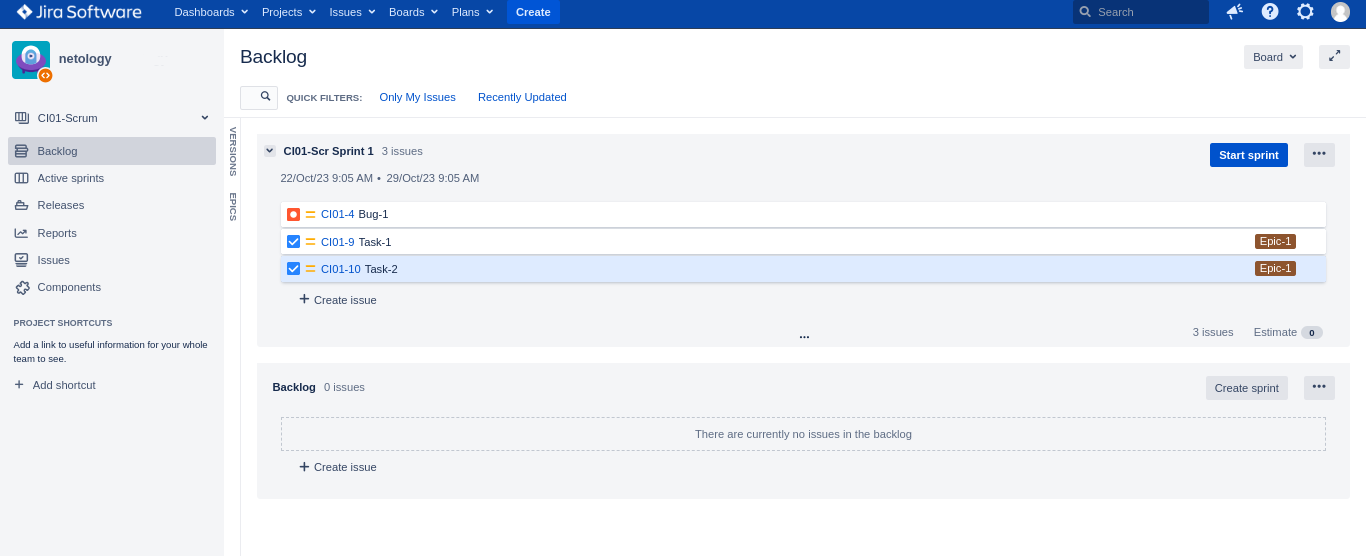 Jira Software Dashboards Projects Issues Boards Plans Create Search
netology
CI01-Scrum
Backlog
Active sprints
Releases
Reports
Issues
Components
PROJECT SHORTCUTS
Add a link to useful information for your whole
team to see.
Add shortcut
Backlog
Board
QUICK FILTERS: Only My Issues Recently Updated
VERSIONS
EPICS
CI01-Scr Sprint 1 3 issues
Start sprint •••
22/Oct/23 9:05 AM • 29/Oct/23 9:05 AM
CI01-4 Bug-1
CI01-9 Task-1 Epic-1
CI01-10 Task-2 Epic-1
+ Create issue
...
3 issues Estimate 0
Backlog 0 issues
Create sprint •••
There are currently no issues in the backlog
+ Create issue